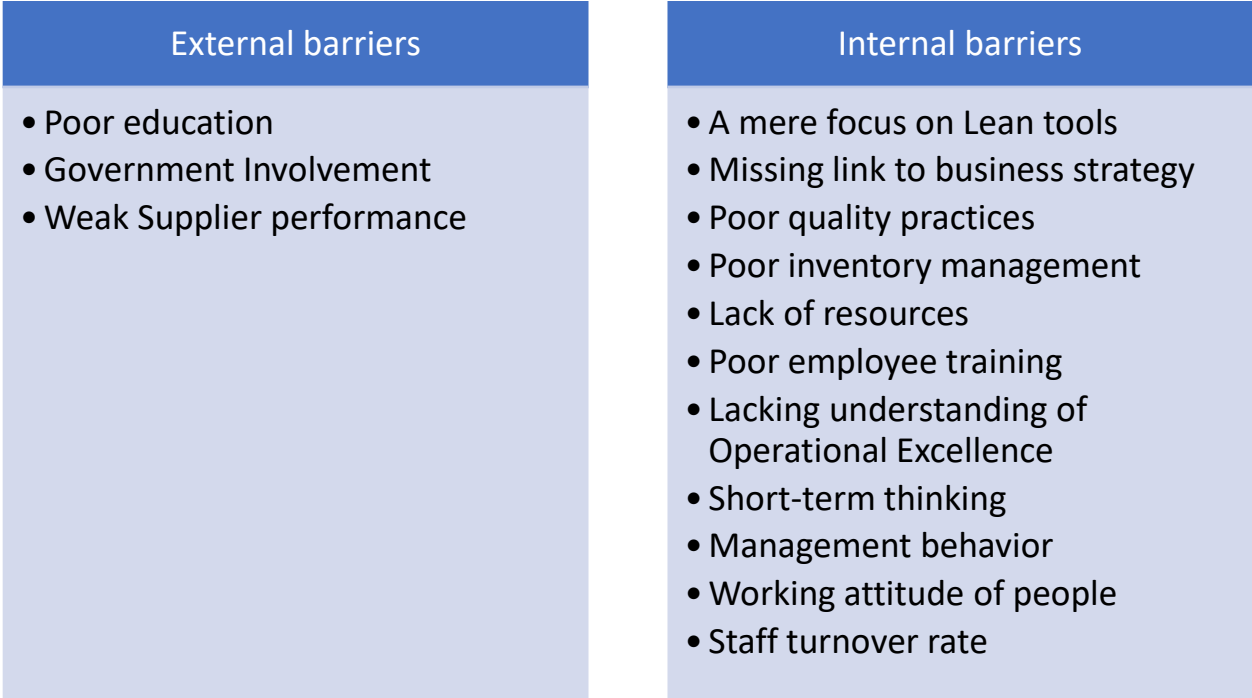 External barriers
• Poor education
• Government Involvement
• Weak Supplier performance
Internal barriers
• A mere focus on Lean tools
• Missing link to business strategy
• Poor quality practices
• Poor inventory management
• Lack of resources
• Poor employee training
• Lacking understanding of
Operational Excellence
• Short-term thinking
• Management behavior
• Working attitude of people
• Staff turnover rate